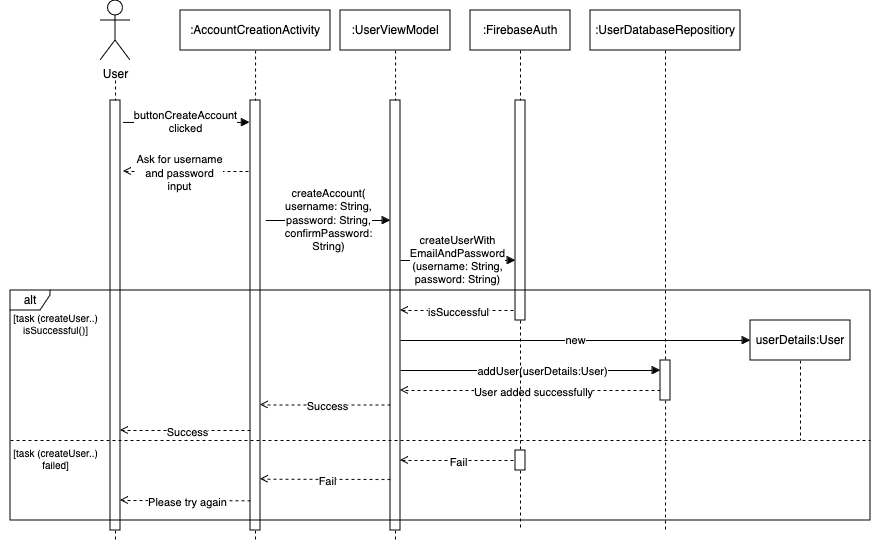 :AccountCreationActivity
:UserViewModel
:FirebaseAuth
:UserDatabaseRepositiory
User
buttonCreateAccount
clicked
Ask for username
and password
input
createAccount(
username: String,
password: String,
confirmPassword:
String)
createUserWith
EmailAndPassword
(username: String,
password: String)
alt
[task (createUser..)
isSuccessful()]
isSuccessful
new
userDetails:User
addUser(userDetails:User)
User added successfully
Success
Success
[task (createUser..)
failed]
Fail
Fail
Please try again